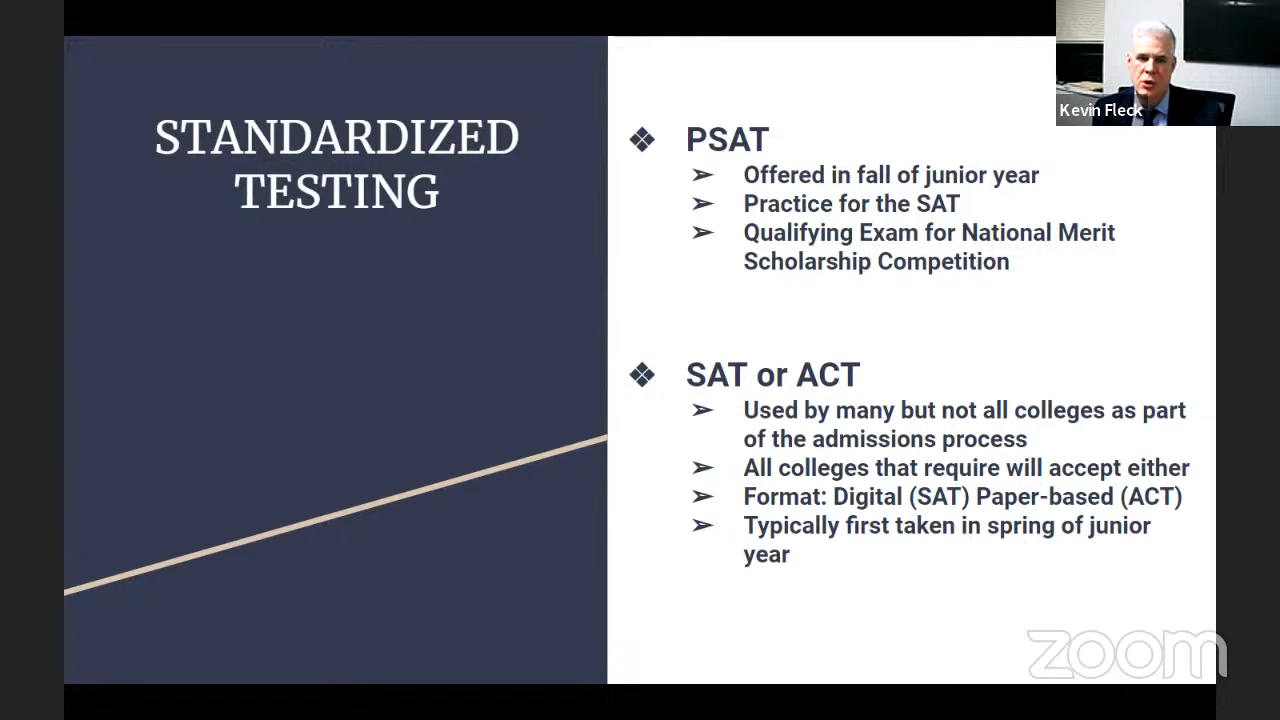 STANDARDIZED
TESTING
❖ PSAT
➢ Offered in fall of junior year
➢ Practice for the SAT
➢ Qualifying Exam for National Merit
Scholarship Competition
❖ SAT or ACT
➢ Used by many but not all colleges as part
of the admissions process
➢ All colleges that require will accept either
➢ Format: Digital (SAT) Paper-based (ACT)
➢ Typically first taken in spring of junior
year
Kevin Fleck
zoom